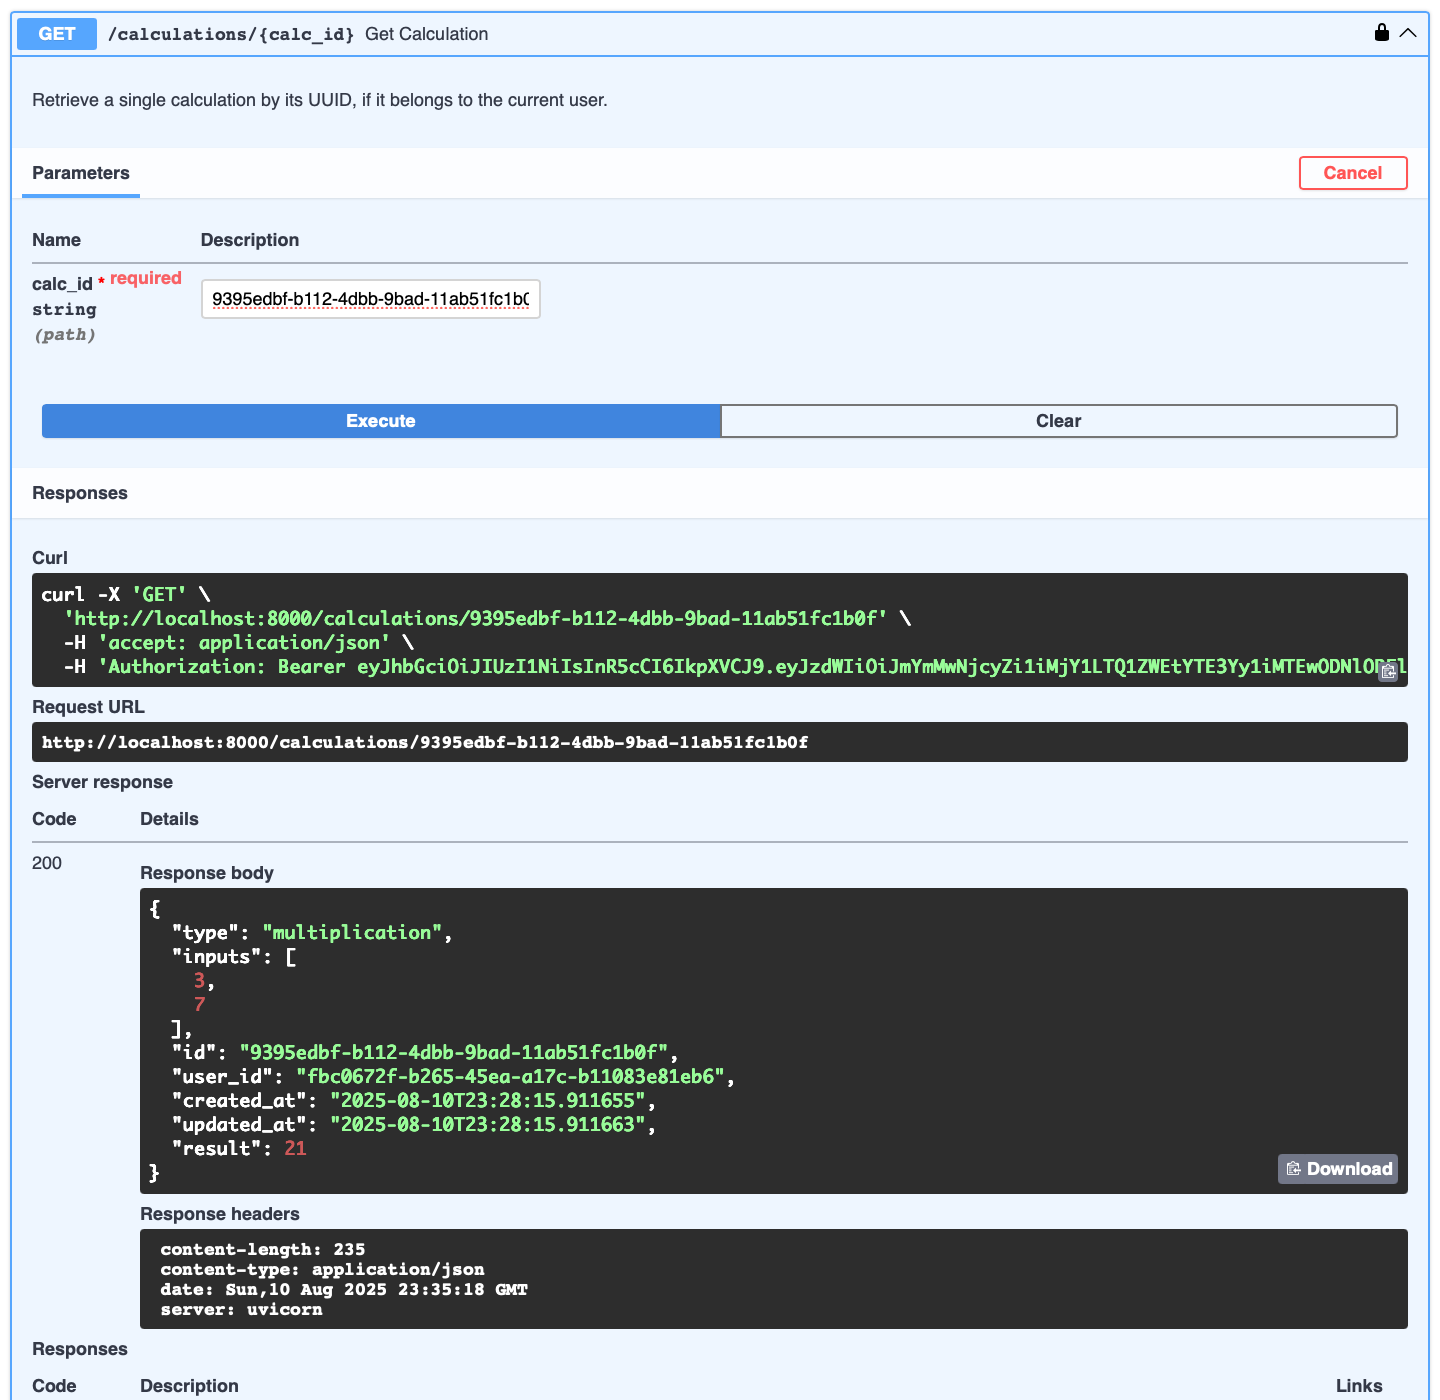 GET /calculations/{calc_id} Get Calculation
Retrieve a single calculation by its UUID, if it belongs to the current user.
Parameters
Cancel
Name Description
calc_id * required
string
(path)
9395edbf-b112-4dbb-9bad-11ab51fc1b0
Execute
Clear
Responses
Curl
curl -X 'GET' \
  'http://localhost:8000/calculations/9395edbf-b112-4dbb-9bad-11ab51fc1b0f' \
  -H 'accept: application/json' \
  -H 'Authorization: Bearer eyJhbGciOiJIUzI1NiIsInR5cCI6IkpXVCJ9.eyJzdWIiOiJmYmMwNjcyZi1iMjY1LTQ1ZWEtYTE3Yy1iMTEwODNlO
Request URL
http://localhost:8000/calculations/9395edbf-b112-4dbb-9bad-11ab51fc1b0f
Server response
Code Details
200
Response body
{
  "type": "multiplication",
  "inputs": [
    3,
    7
  ],
  "id": "9395edbf-b112-4dbb-9bad-11ab51fc1b0f",
  "user_id": "fbc0672f-b265-45ea-a17c-b11083e81eb6",
  "created_at": "2025-08-10T23:28:15.911655",
  "updated_at": "2025-08-10T23:28:15.911663",
  "result": 21
}
Download
Response headers
content-length: 235
content-type: application/json
date: Sun,10 Aug 2025 23:35:18 GMT
server: uvicorn
Responses
Code Description Links